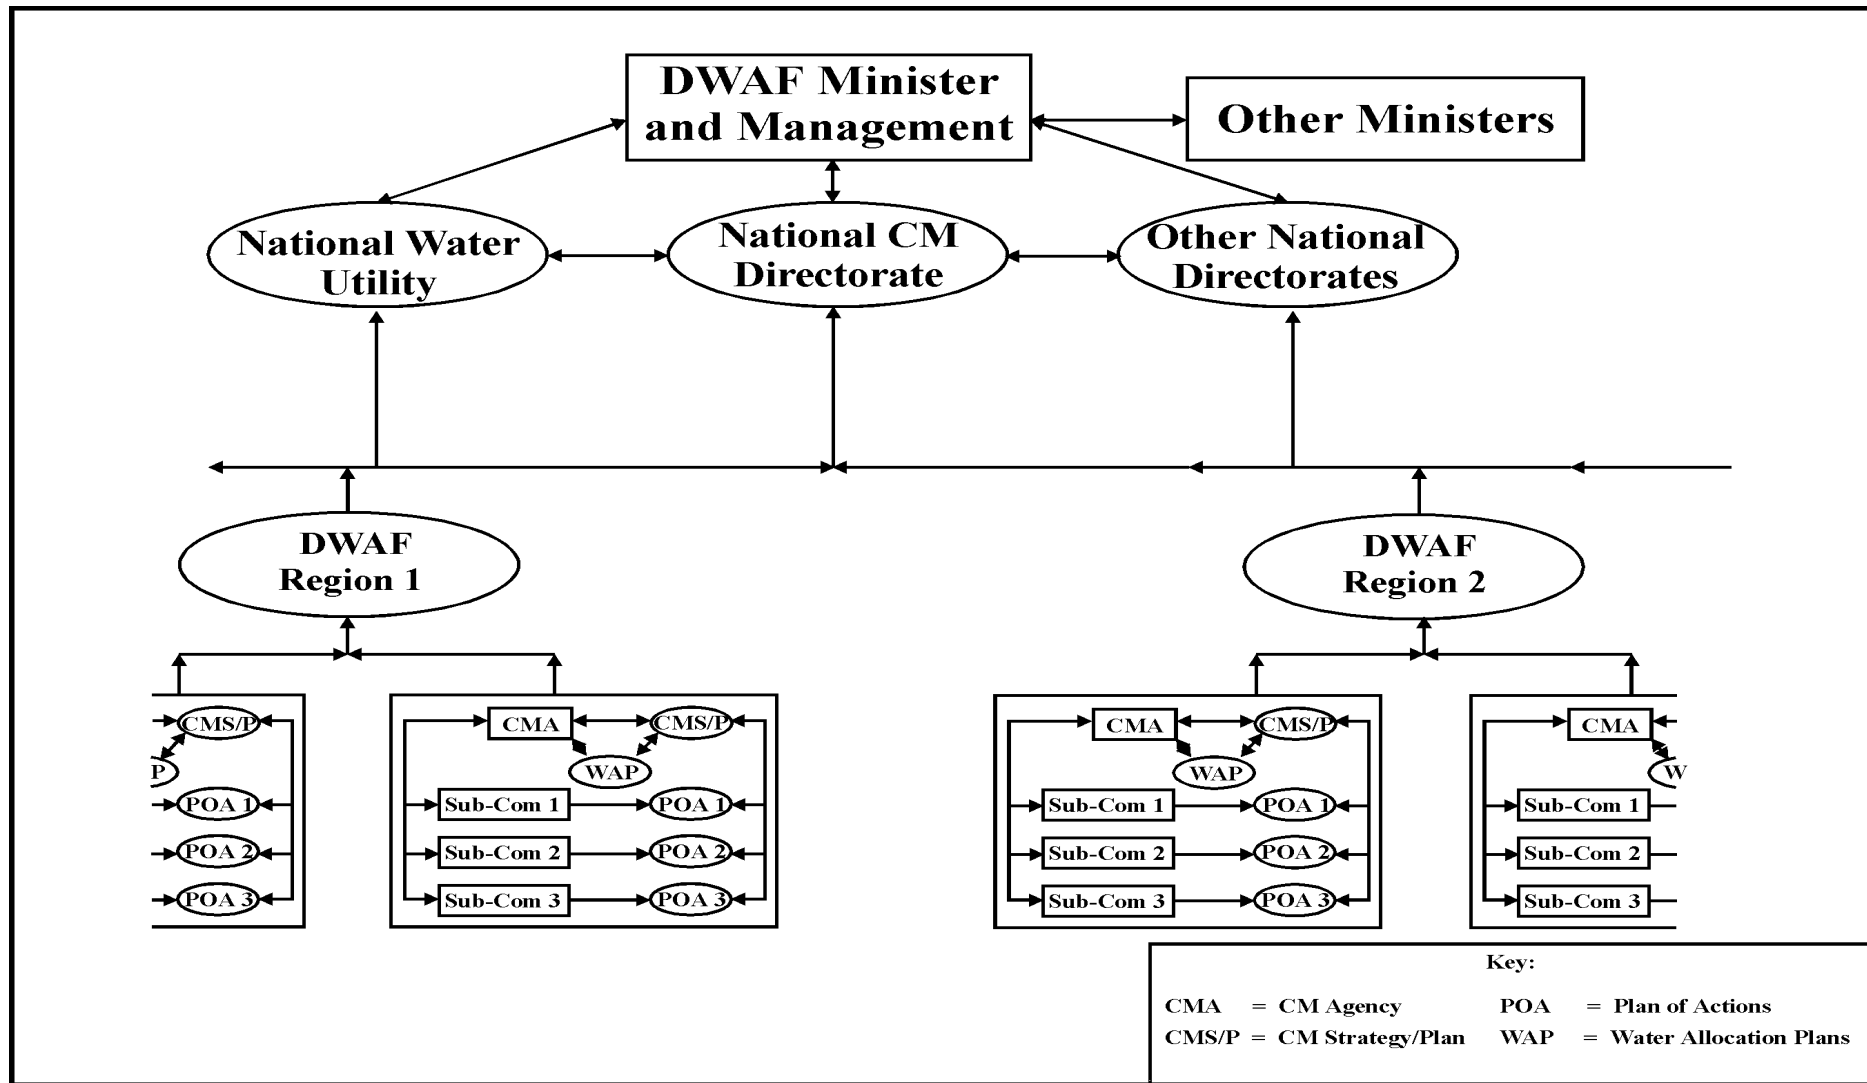 DWAF Minister
and Management
Other Ministers
National Water
Utility
National CM
Directorate
Other National
Directorates
DWAF
Region 1
DWAF
Region 2
CMS/P
P
POA 1
POA 2
POA 3
CMA
CMS/P
WAP
Sub-Com 1
POA 1
Sub-Com 2
POA 2
Sub-Com 3
POA 3
CMA
CMS/P
WAP
Sub-Com 1
POA 1
Sub-Com 2
POA 2
Sub-Com 3
POA 3
CMA
W
Sub-Com 1
Sub-Com 2
Sub-Com 3
Key:
CMA = CM Agency POA = Plan of Actions
CMS/P = CM Strategy/Plan WAP = Water Allocation Plans